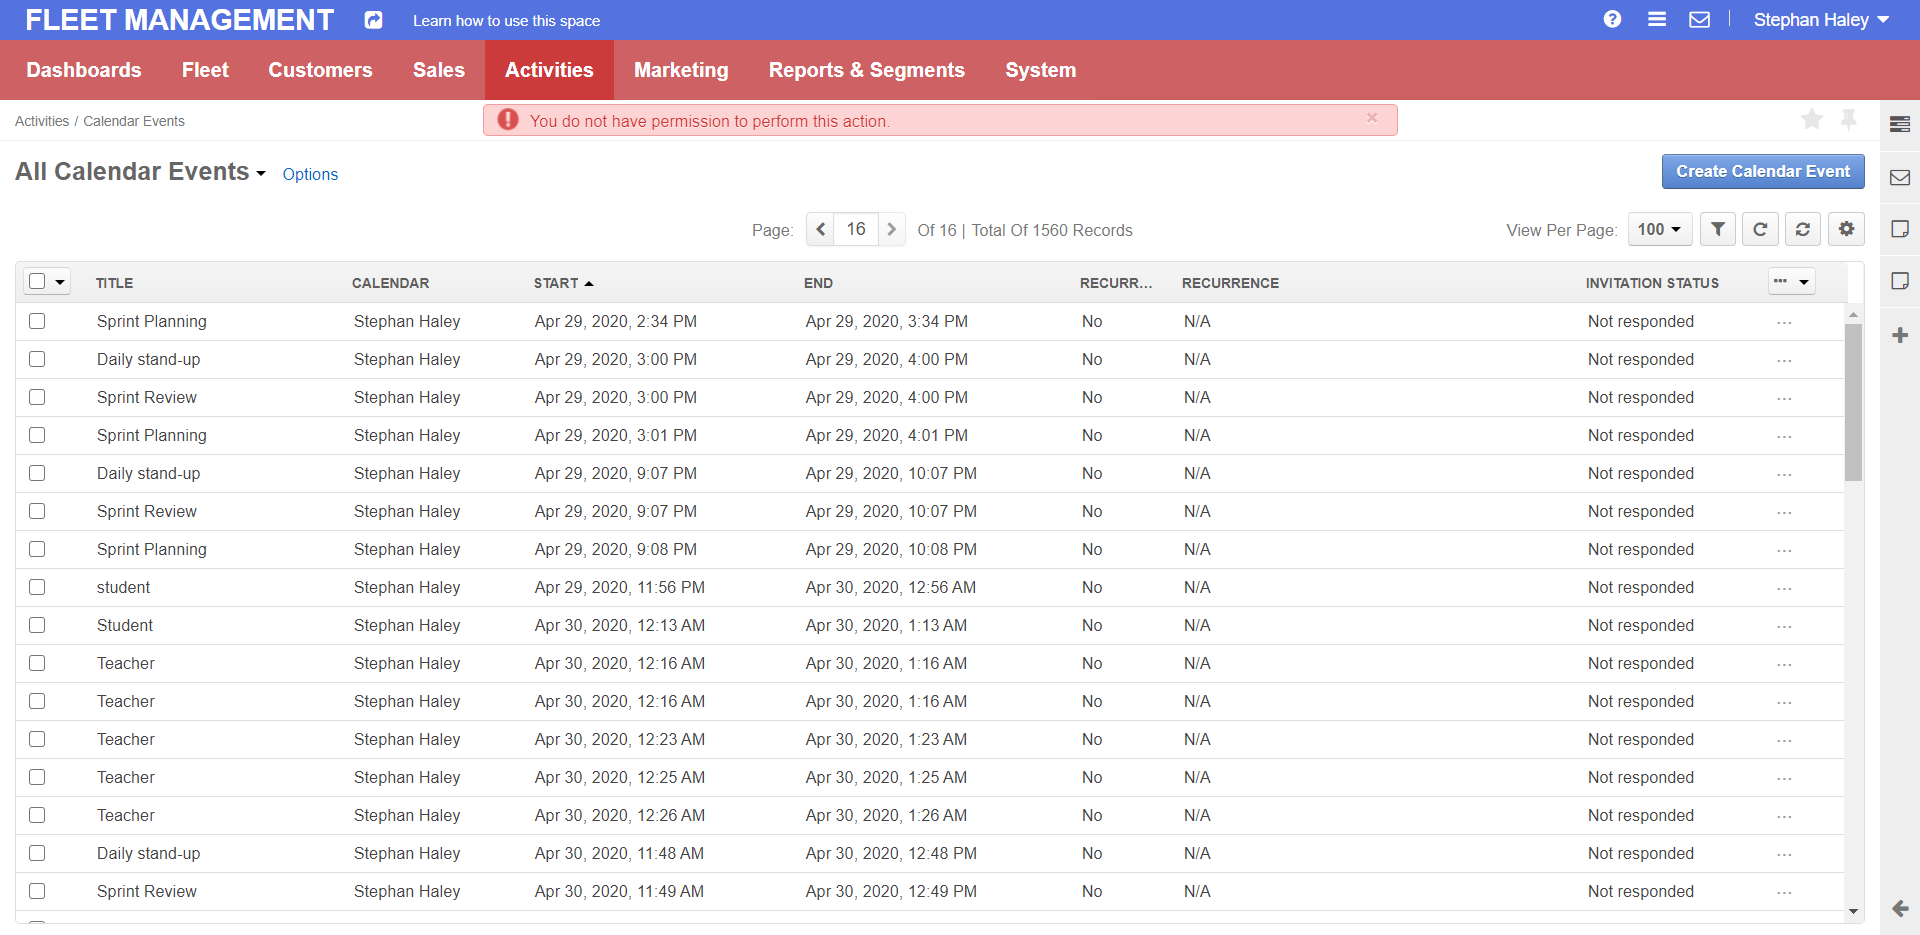 FLEET MANAGEMENT Learn how to use this space Stephan Haley
Dashboards Fleet Customers Sales Activities Marketing Reports & Segments System
Activities / Calendar Events
You do not have permission to perform this action.
All Calendar Events Options Create Calendar Event
Page: 16 Of 16 | Total Of 1560 Records View Per Page: 100
TITLE CALENDAR START END RECURR... RECURRENCE INVITATION STATUS
Sprint Planning Stephan Haley Apr 29, 2020, 2:34 PM Apr 29, 2020, 3:34 PM No N/A Not responded ...
Daily stand-up Stephan Haley Apr 29, 2020, 3:00 PM Apr 29, 2020, 4:00 PM No N/A Not responded ...
Sprint Review Stephan Haley Apr 29, 2020, 3:00 PM Apr 29, 2020, 4:00 PM No N/A Not responded ...
Sprint Planning Stephan Haley Apr 29, 2020, 3:01 PM Apr 29, 2020, 4:01 PM No N/A Not responded ...
Daily stand-up Stephan Haley Apr 29, 2020, 9:07 PM Apr 29, 2020, 10:07 PM No N/A Not responded ...
Sprint Review Stephan Haley Apr 29, 2020, 9:07 PM Apr 29, 2020, 10:07 PM No N/A Not responded ...
Sprint Planning Stephan Haley Apr 29, 2020, 9:08 PM Apr 29, 2020, 10:08 PM No N/A Not responded ...
student Stephan Haley Apr 29, 2020, 11:56 PM Apr 30, 2020, 12:56 AM No N/A Not responded ...
Student Stephan Haley Apr 30, 2020, 12:13 AM Apr 30, 2020, 1:13 AM No N/A Not responded ...
Teacher Stephan Haley Apr 30, 2020, 12:16 AM Apr 30, 2020, 1:16 AM No N/A Not responded ...
Teacher Stephan Haley Apr 30, 2020, 12:16 AM Apr 30, 2020, 1:16 AM No N/A Not responded ...
Teacher Stephan Haley Apr 30, 2020, 12:23 AM Apr 30, 2020, 1:23 AM No N/A Not responded ...
Teacher Stephan Haley Apr 30, 2020, 12:25 AM Apr 30, 2020, 1:25 AM No N/A Not responded ...
Teacher Stephan Haley Apr 30, 2020, 12:26 AM Apr 30, 2020, 1:26 AM No N/A Not responded ...
Daily stand-up Stephan Haley Apr 30, 2020, 11:48 AM Apr 30, 2020, 12:48 PM No N/A Not responded ...
Sprint Review Stephan Haley Apr 30, 2020, 11:49 AM Apr 30, 2020, 12:49 PM No N/A Not responded ...